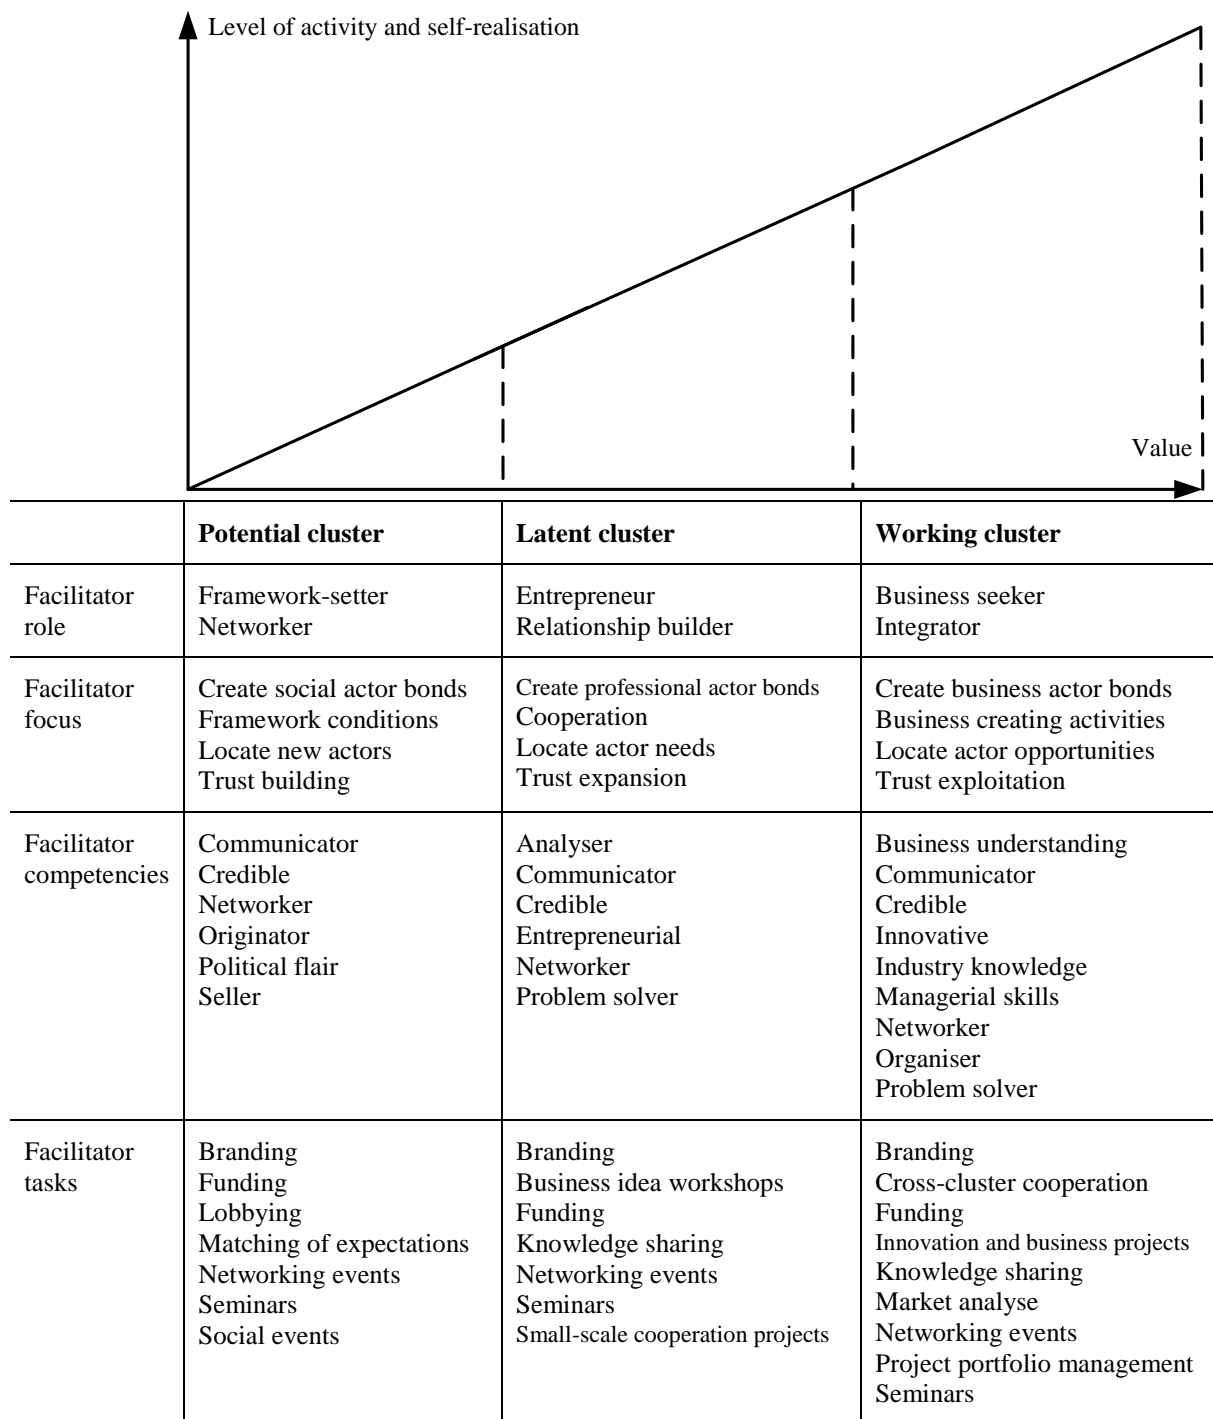 Level of activity and self-realisation
Value
Potential cluster
Latent cluster
Working cluster
Facilitator
role
Framework-setter
Networker
Entrepreneur
Relationship builder
Business seeker
Integrator
Facilitator
focus
Create social actor bonds
Framework conditions
Locate new actors
Trust building
Create professional actor bonds
Cooperation
Locate actor needs
Trust expansion
Create business actor bonds
Business creating activities
Locate actor opportunities
Trust exploitation
Facilitator
competencies
Communicator
Credible
Networker
Originator
Political flair
Seller
Analyser
Communicator
Credible
Entrepreneurial
Networker
Problem solver
Business understanding
Communicator
Credible
Innovative
Industry knowledge
Managerial skills
Networker
Organiser
Problem solver
Facilitator
tasks
Branding
Funding
Lobbying
Matching of expectations
Networking events
Seminars
Social events
Branding
Business idea workshops
Funding
Knowledge sharing
Networking events
Seminars
Small-scale cooperation projects
Branding
Cross-cluster cooperation
Funding
Innovation and business projects
Knowledge sharing
Market analyse
Networking events
Project portfolio management
Seminars